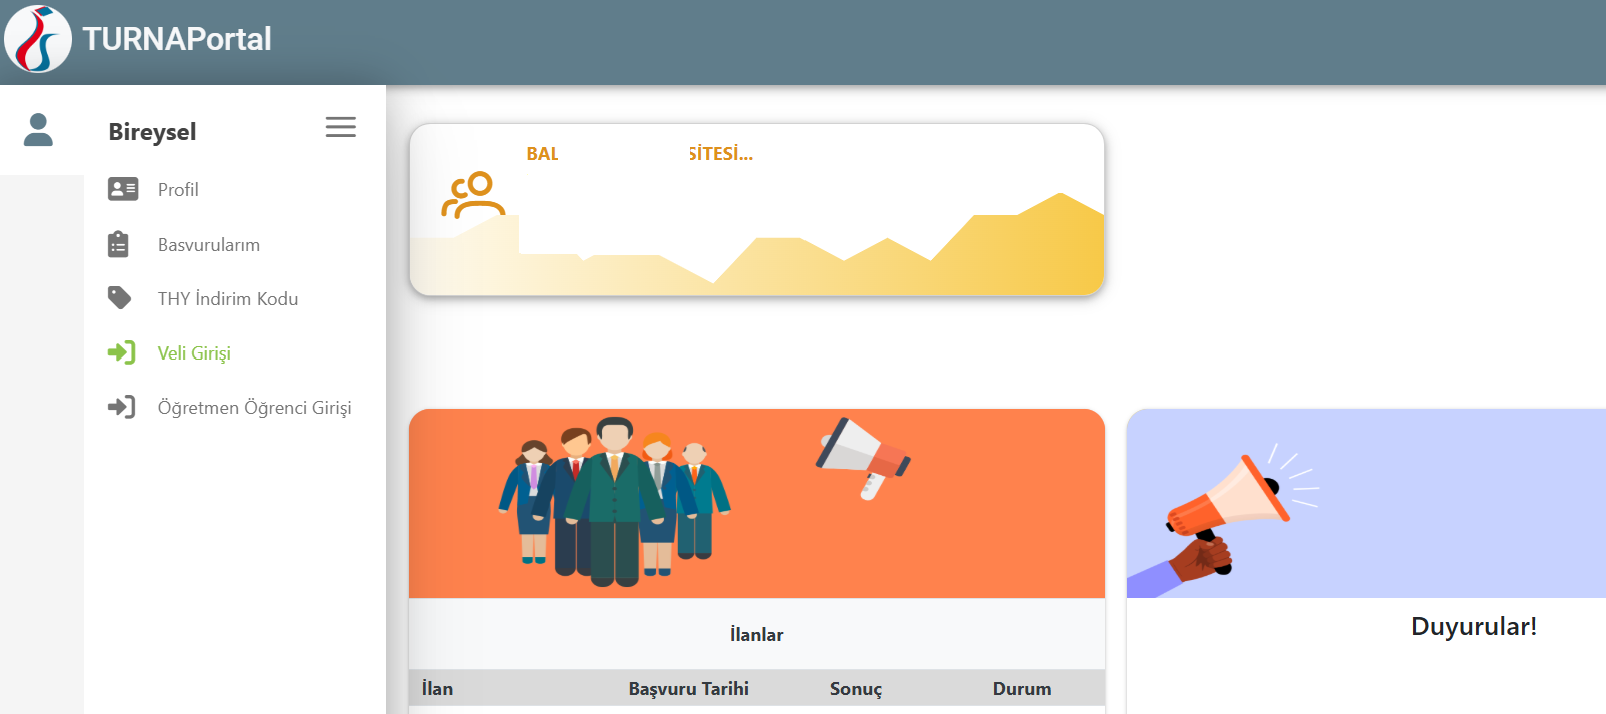 TURNAPortal
Bireysel
Profil
Basvurularım
THY İndirim Kodu
Veli Girişi
Öğretmen Öğrenci Girişi
BAL SİTESİ...
İlanlar
İlan Başvuru Tarihi Sonuç Durum
Duyurular!